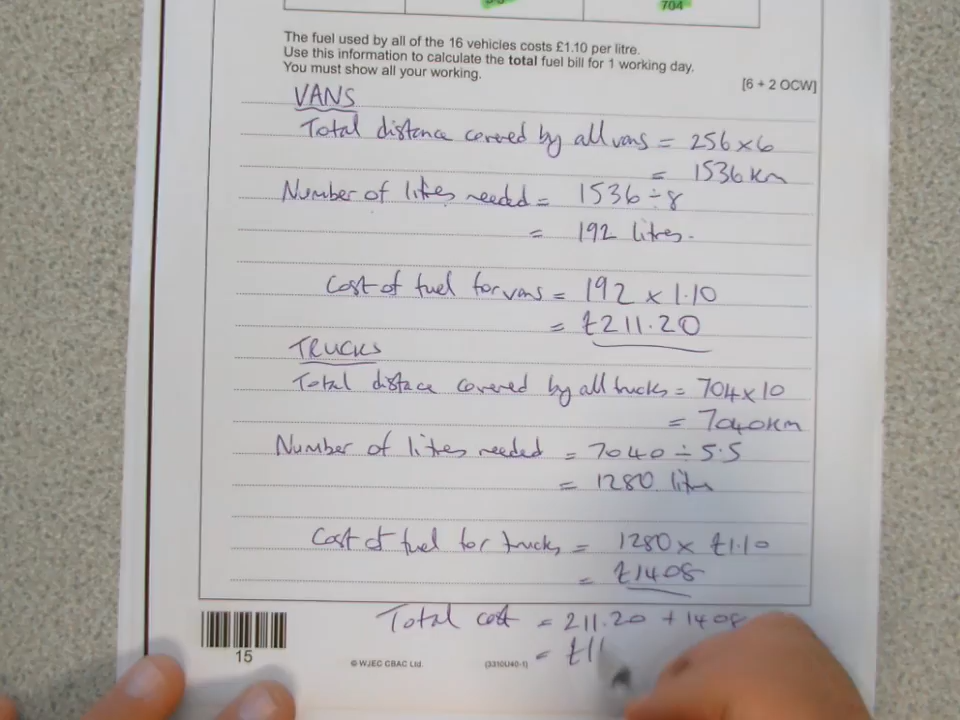 704
The fuel used by all of the 16 vehicles costs £1.10 per litre.
Use this information to calculate the total fuel bill for 1 working day.
You must show all your working.
[6 + 2 OCW]
VANS
Total distance covered by all vans = 256 × 6
= 1536 km
Number of litres needed = 1536 ÷ 8
= 192 litres.
Cost of fuel for vans = 192 × 1.10
= £211.20
TRUCKS
Total distace covered by all trucks = 704 × 10
= 7040 km
Number of litres needed = 7040 ÷ 5.5
= 1280 litres
Cost of fuel for trucks = 1280 × £1.10
= £1408
Total cost = 211.20 + 1408
= £1
15
© WJEC CBAC Ltd.
(3310U40-1)